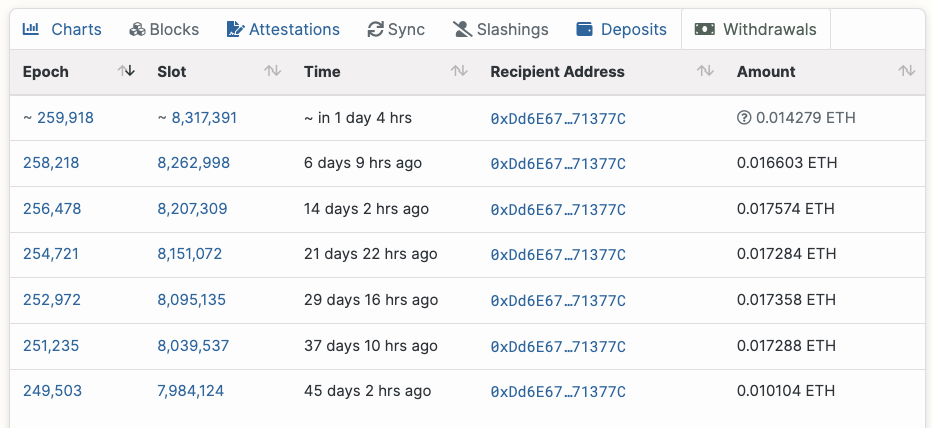 Charts Blocks Attestations Sync Slashings Deposits Withdrawals
Epoch Slot Time Recipient Address Amount
~ 259,918 ~ 8,317,391 ~ in 1 day 4 hrs 0xDd6E67…71377C 0.014279 ETH
258,218 8,262,998 6 days 9 hrs ago 0xDd6E67…71377C 0.016603 ETH
256,478 8,207,309 14 days 2 hrs ago 0xDd6E67…71377C 0.017574 ETH
254,721 8,151,072 21 days 22 hrs ago 0xDd6E67…71377C 0.017284 ETH
252,972 8,095,135 29 days 16 hrs ago 0xDd6E67…71377C 0.017358 ETH
251,235 8,039,537 37 days 10 hrs ago 0xDd6E67…71377C 0.017288 ETH
249,503 7,984,124 45 days 2 hrs ago 0xDd6E67…71377C 0.010104 ETH